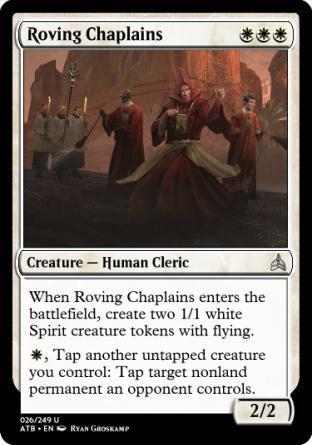 Roving Chaplains
Creature — Human Cleric
When Roving Chaplains enters the
battlefield, create two 1/1 white
Spirit creature tokens with flying.
, Tap another untapped creature
you control: Tap target nonland
permanent an opponent controls.
2/2
026/249 U
ATB • EN Ryan Groskamp